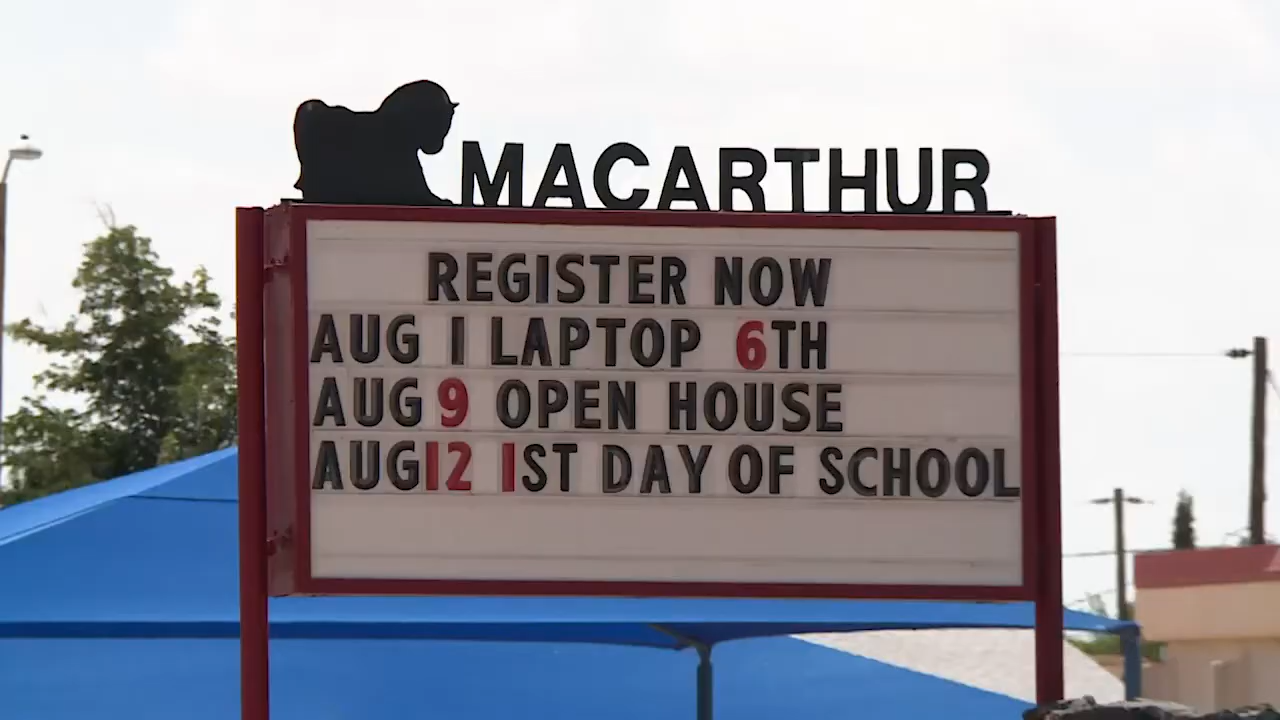 MACARTHUR
REGISTER NOW
AUG 1 LAPTOP 6TH
AUG 9 OPEN HOUSE
AUG12 1ST DAY OF SCHOOL